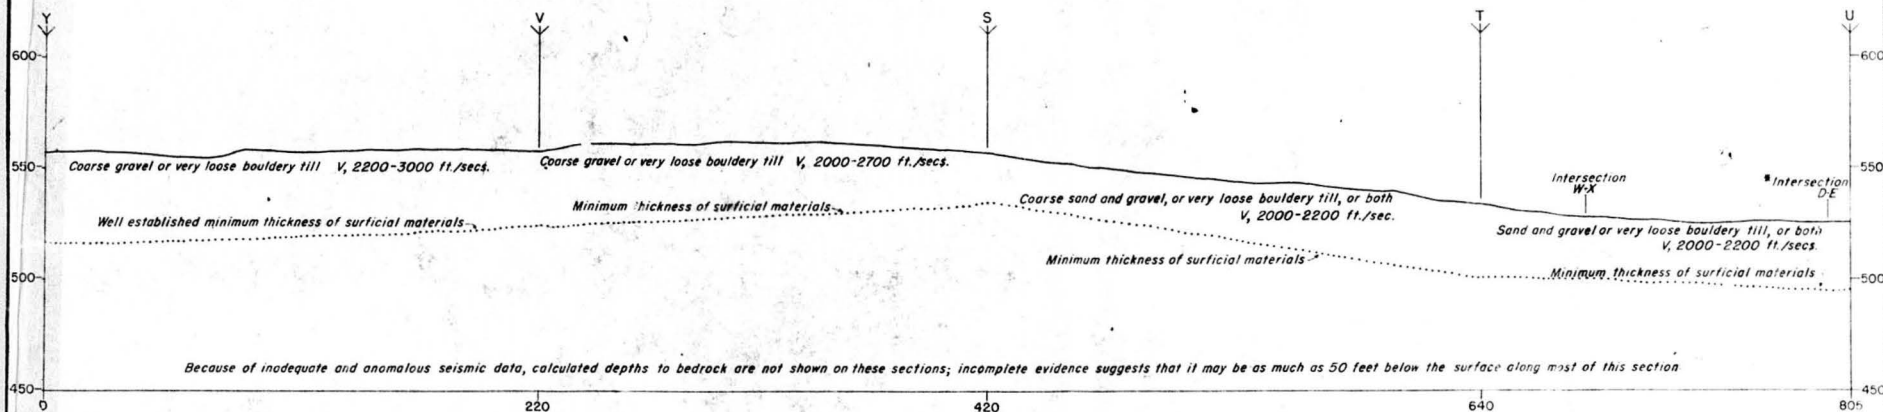 Y V S T U
600 600
550 550
Coarse gravel or very loose bouldery till V, 2200-3000 ft./secs.
Coarse gravel or very loose bouldery till V, 2000-2700 ft./secs.
Intersection
W-X
Intersection
D-E
Well established minimum thickness of surficial materials
Minimum thickness of surficial materials
Coarse sand and gravel, or very loose bouldery till, or both
V, 2000-2200 ft./sec.
Sand and gravel or very loose bouldery till, or both
V, 2000-2200 ft./secs.
Minimum thickness of surficial materials
Minimum thickness of surficial materials
500 500
Because of inadequate and anomalous seismic data, calculated depths to bedrock are not shown on these sections; incomplete evidence suggests that it may be as much as 50 feet below the surface along most of this section
450 450
0 220 420 640 805